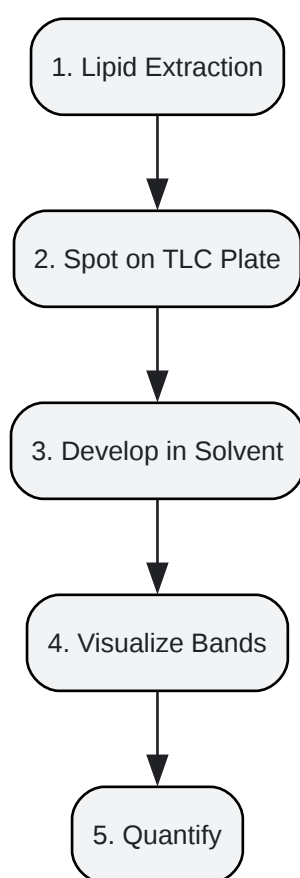 1. Lipid Extraction
2. Spot on TLC Plate
3. Develop in Solvent
4. Visualize Bands
5. Quantify